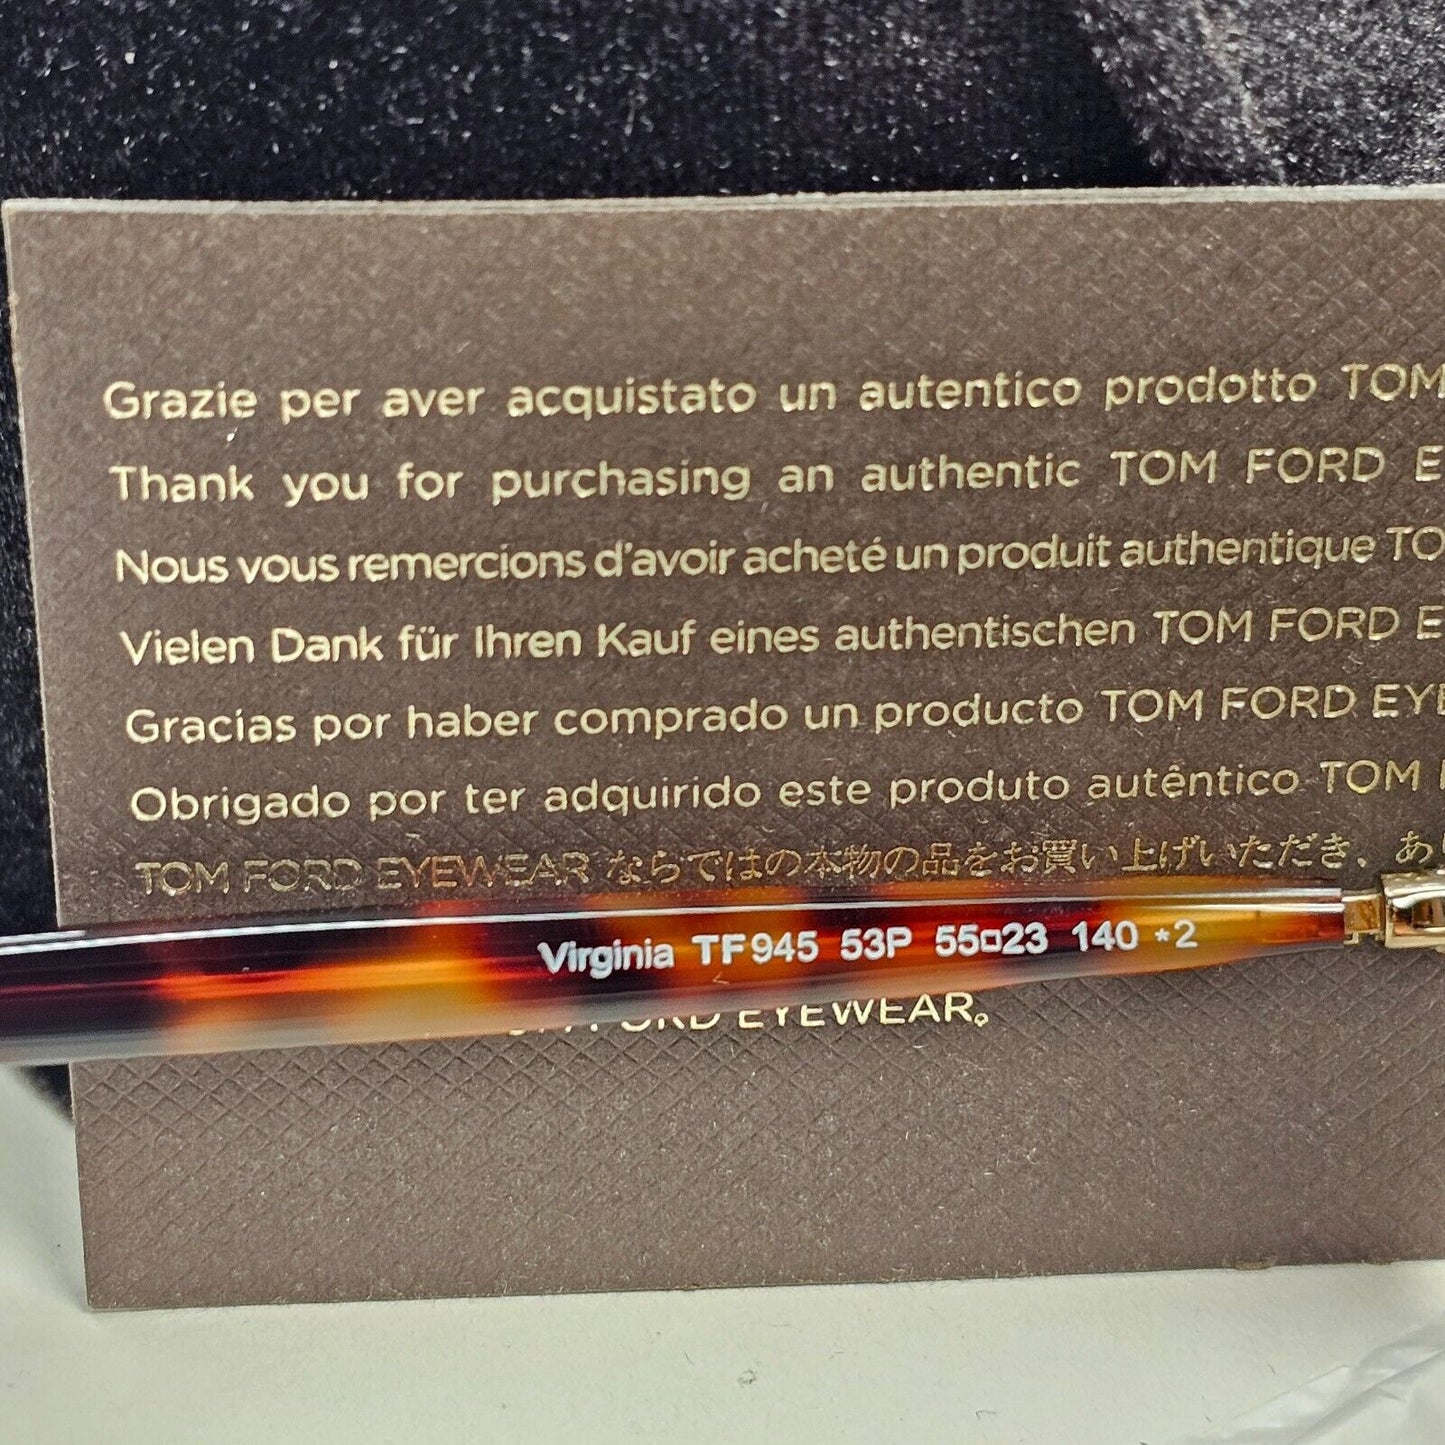 Grazie per aver acquistato un autentico prodotto TOM
Thank you for purchasing an authentic TOM FORD E
Nous vous remercions d'avoir acheté un produit authentique TO
Vielen Dank für Ihren Kauf eines authentischen TOM FORD E
Gracias por haber comprado un producto TOM FORD EYE
Obrigado por ter adquirido este produto autêntico TOM
TOM FORD EYEWEAR ならではの本物の品をお買い上げいただき、あ
Virginia TF945 53P 55□23 140 *2
FORD EYEWEAR。